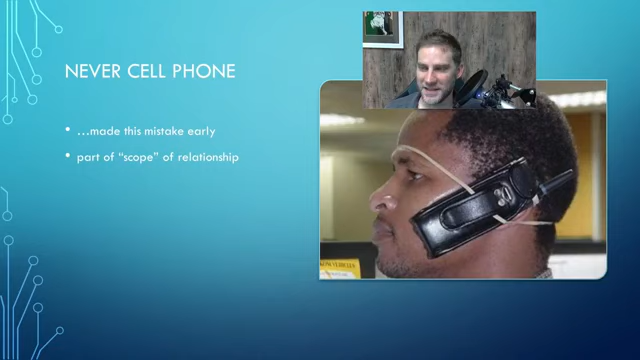 NEVER CELL PHONE
…made this mistake early
part of “scope” of relationship